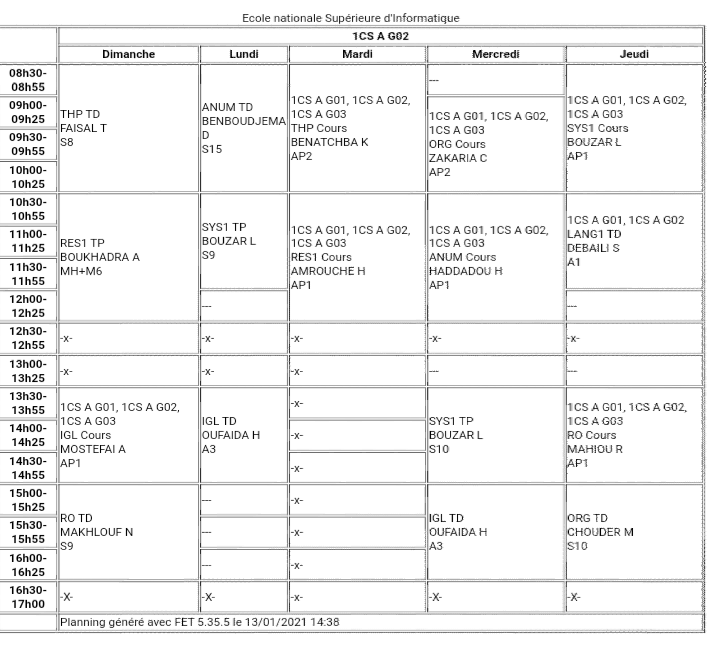 Ecole nationale Supérieure d'Informatique
1CS A G02
Dimanche Lundi Mardi Mercredi Jeudi
08h30-
08h55
09h00-
09h25
09h30-
09h55
10h00-
10h25
THP TD
FAISAL T
S8
ANUM TD
BENBOUDJEMA
D
S15
1CS A G01, 1CS A G02,
1CS A G03
THP Cours
BENATCHBA K
AP2
---
1CS A G01, 1CS A G02,
1CS A G03
ORG Cours
ZAKARIA C
AP2
1CS A G01, 1CS A G02,
1CS A G03
SYS1 Cours
BOUZAR L
AP1
10h30-
10h55
11h00-
11h25
11h30-
11h55
12h00-
12h25
RES1 TP
BOUKHADRA A
MH+M6
SYS1 TP
BOUZAR L
S9
---
1CS A G01, 1CS A G02,
1CS A G03
RES1 Cours
AMROUCHE H
AP1
1CS A G01, 1CS A G02,
1CS A G03
ANUM Cours
HADDADOU H
AP1
1CS A G01, 1CS A G02
LANG1 TD
DEBAILI S
A1
---
12h30-
12h55
-x- -x- -x- -x- -x-
13h00-
13h25
-x- -x- -x- --- ---
13h30-
13h55
14h00-
14h25
14h30-
14h55
1CS A G01, 1CS A G02,
1CS A G03
IGL Cours
MOSTEFAI A
AP1
IGL TD
OUFAIDA H
A3
-x-
-x-
-x-
SYS1 TP
BOUZAR L
S10
1CS A G01, 1CS A G02,
1CS A G03
RO Cours
MAHIOU R
AP1
15h00-
15h25
15h30-
15h55
16h00-
16h25
RO TD
MAKHLOUF N
S9
---
---
---
-x-
-x-
-x-
IGL TD
OUFAIDA H
A3
ORG TD
CHOUDER M
S10
16h30-
17h00
-X- -X- -X- -X- -X-
Planning généré avec FET 5.35.5 le 13/01/2021 14:38